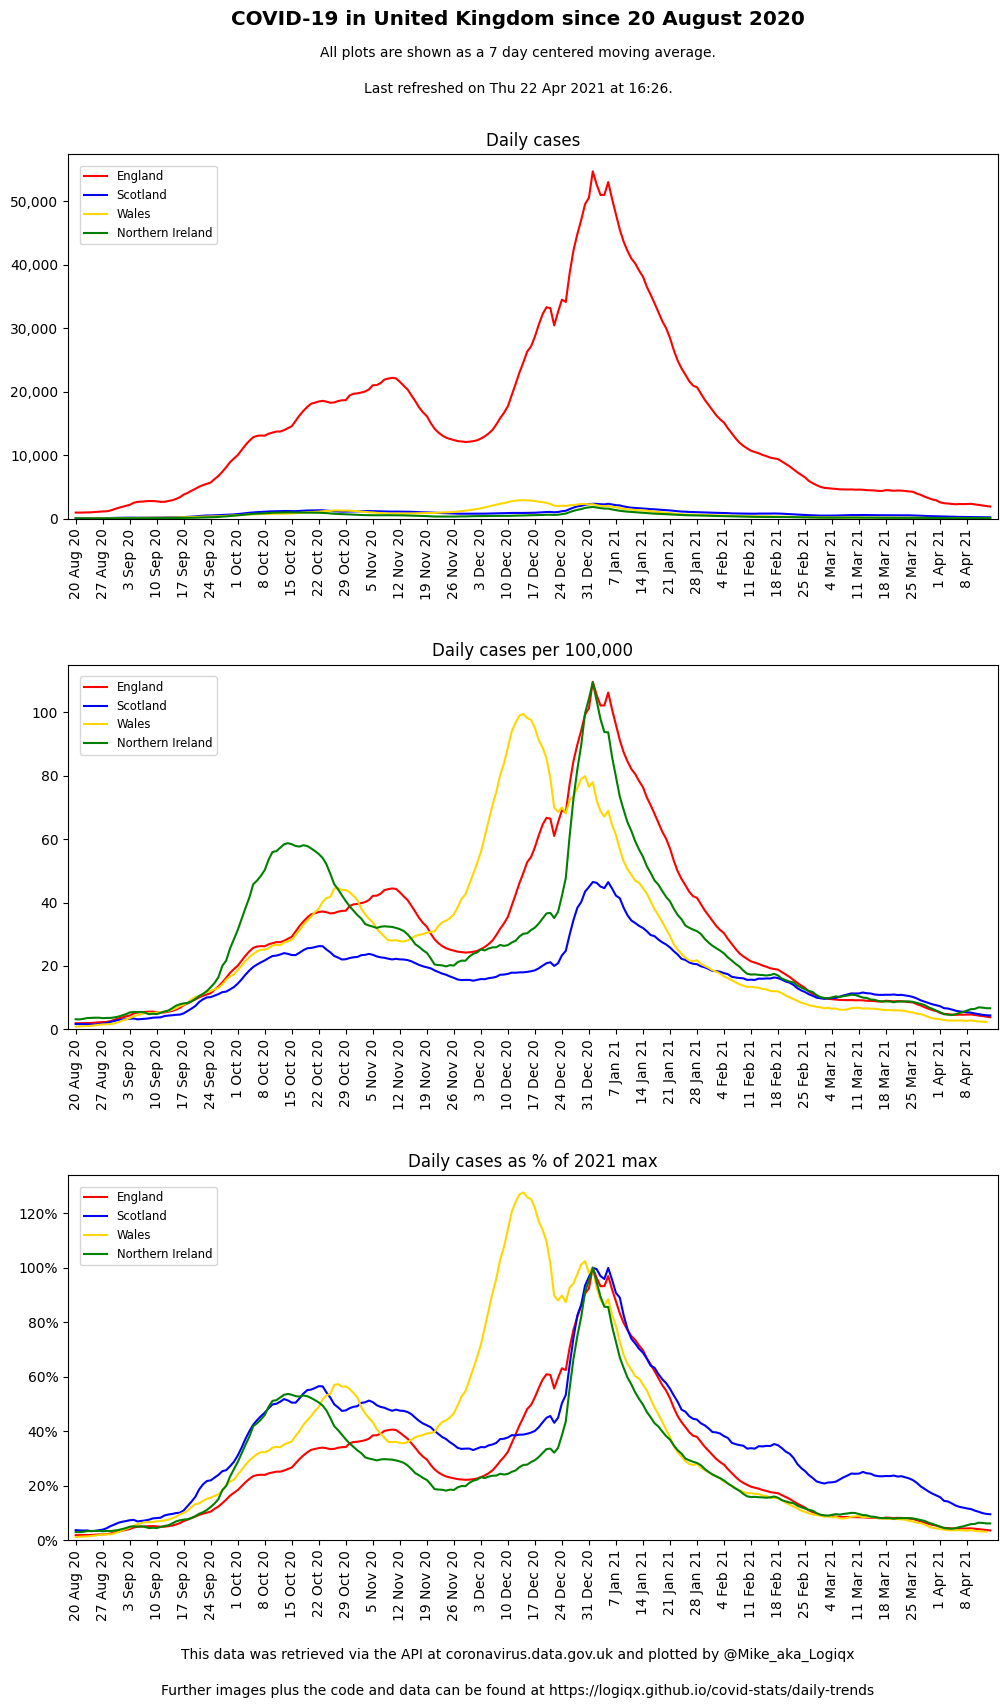 COVID-19 in United Kingdom since 20 August 2020
All plots are shown as a 7 day centered moving average.
Last refreshed on Thu 22 Apr 2021 at 16:26.
Daily cases
England
Scotland
Wales
Northern Ireland
50,000
40,000
30,000
20,000
10,000
0
20 Aug 20
27 Aug 20
3 Sep 20
10 Sep 20
17 Sep 20
24 Sep 20
1 Oct 20
8 Oct 20
15 Oct 20
22 Oct 20
29 Oct 20
5 Nov 20
12 Nov 20
19 Nov 20
26 Nov 20
3 Dec 20
10 Dec 20
17 Dec 20
24 Dec 20
31 Dec 20
7 Jan 21
14 Jan 21
21 Jan 21
28 Jan 21
4 Feb 21
11 Feb 21
18 Feb 21
25 Feb 21
4 Mar 21
11 Mar 21
18 Mar 21
25 Mar 21
1 Apr 21
8 Apr 21
Daily cases per 100,000
England
Scotland
Wales
Northern Ireland
100
80
60
40
20
0
20 Aug 20
27 Aug 20
3 Sep 20
10 Sep 20
17 Sep 20
24 Sep 20
1 Oct 20
8 Oct 20
15 Oct 20
22 Oct 20
29 Oct 20
5 Nov 20
12 Nov 20
19 Nov 20
26 Nov 20
3 Dec 20
10 Dec 20
17 Dec 20
24 Dec 20
31 Dec 20
7 Jan 21
14 Jan 21
21 Jan 21
28 Jan 21
4 Feb 21
11 Feb 21
18 Feb 21
25 Feb 21
4 Mar 21
11 Mar 21
18 Mar 21
25 Mar 21
1 Apr 21
8 Apr 21
Daily cases as % of 2021 max
England
Scotland
Wales
Northern Ireland
120%
100%
80%
60%
40%
20%
0%
20 Aug 20
27 Aug 20
3 Sep 20
10 Sep 20
17 Sep 20
24 Sep 20
1 Oct 20
8 Oct 20
15 Oct 20
22 Oct 20
29 Oct 20
5 Nov 20
12 Nov 20
19 Nov 20
26 Nov 20
3 Dec 20
10 Dec 20
17 Dec 20
24 Dec 20
31 Dec 20
7 Jan 21
14 Jan 21
21 Jan 21
28 Jan 21
4 Feb 21
11 Feb 21
18 Feb 21
25 Feb 21
4 Mar 21
11 Mar 21
18 Mar 21
25 Mar 21
1 Apr 21
8 Apr 21
This data was retrieved via the API at coronavirus.data.gov.uk and plotted by @Mike_aka_Logiqx
Further images plus the code and data can be found at https://logiqx.github.io/covid-stats/daily-trends